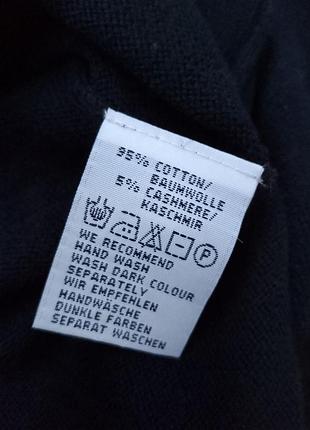 95% COTTON/
BAUMWOLLE
5% CASHMERE/
KASCHMIR
P
WE RECOMMEND
HAND WASH
WASH DARK COLOUR
SEPARATELY
WIR EMPFEHLEN
HANDWÄSCHE
DUNKLE FARBEN
SEPARAT WASCHEN